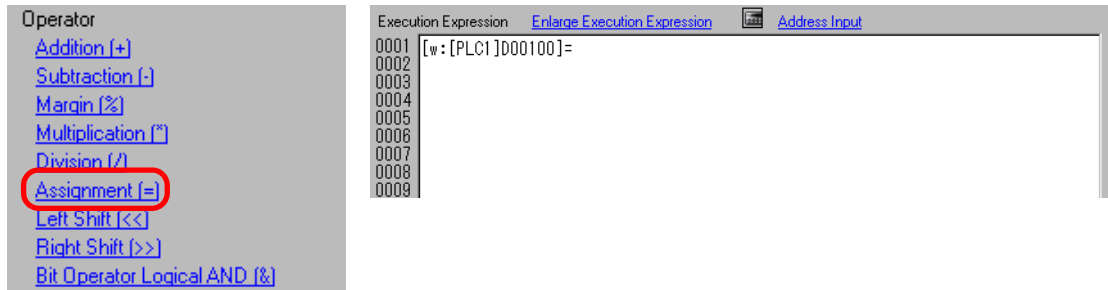 Operator
Addition (+)
Subtraction (-)
Margin (%)
Multiplication (*)
Division (/)
Assignment (=)
Left Shift (<<)
Right Shift (>>)
Bit Operator Logical AND (&)
Execution Expression Enlarge Execution Expression Address Input
0001 [w:[PLC1]D00100]=
0002
0003
0004
0005
0006
0007
0008
0009